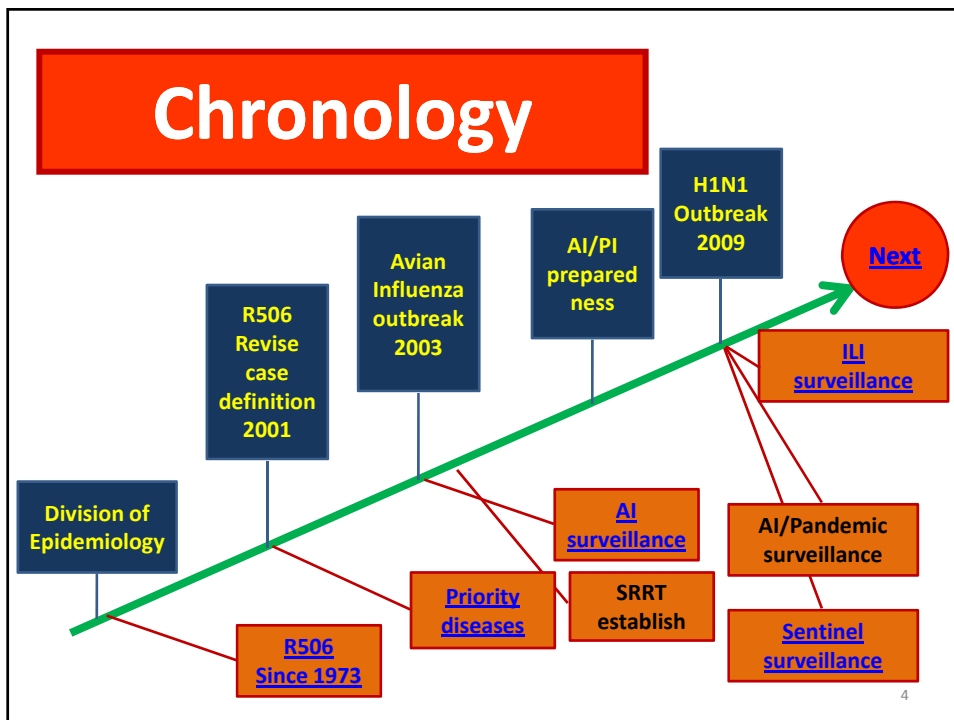 Chronology
H1N1
Outbreak
2009
AI/PI
prepared
ness
Avian
Influenza
outbreak
2003
R506
Revise
case
definition
2001
Division of
Epidemiology
Next
ILI
surveillance
AI
surveillance
AI/Pandemic
surveillance
Priority
diseases
SRRT
establish
R506
Since 1973
Sentinel
surveillance
4